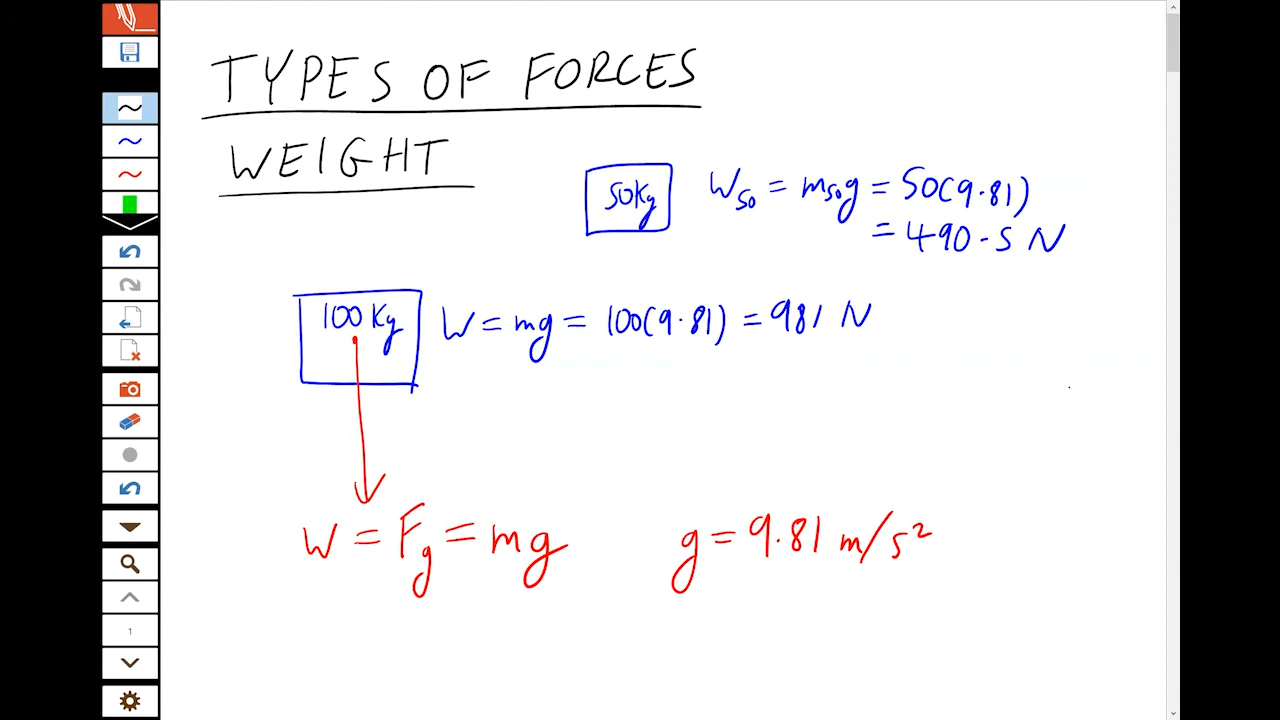 TYPES OF FORCES
WEIGHT
50Kg W₅₀ = m₅₀g = 50(9.81)
= 490.5 N
100 Kg W = mg = 100(9.81) = 981 N
W = Fg = mg g = 9.81 m/s²
1